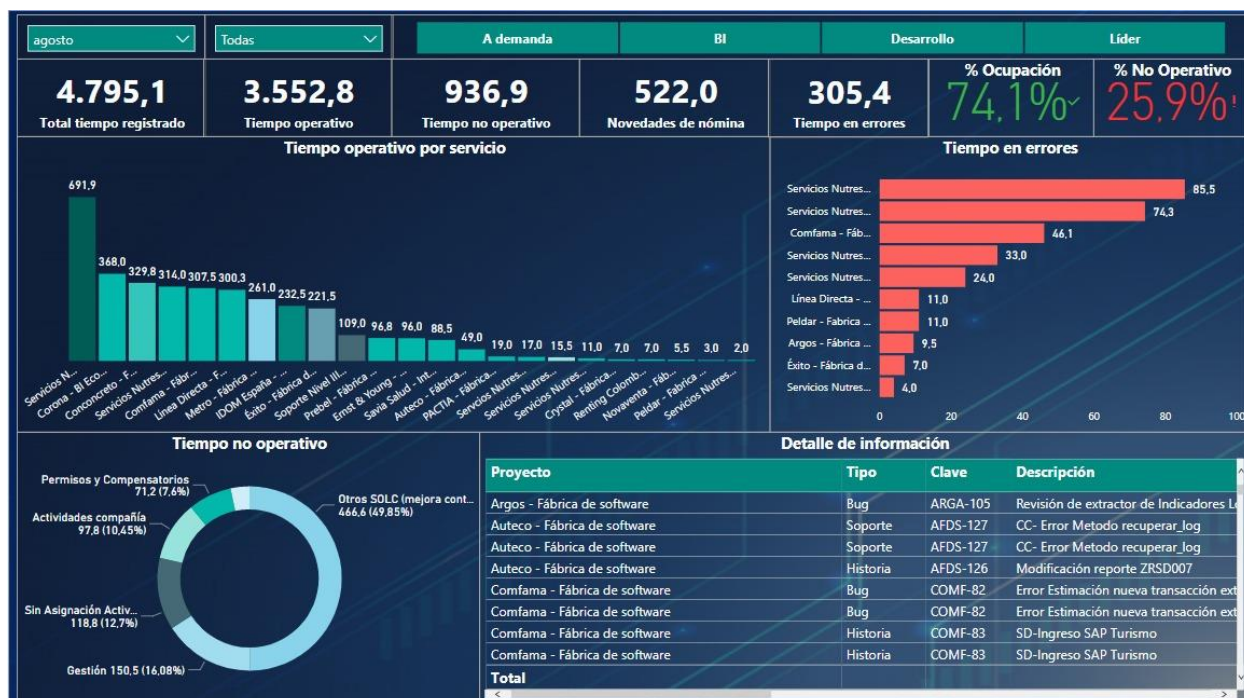 agosto
Todas
A demanda
BI
Desarrollo
Líder
4.795,1
Total tiempo registrado
3.552,8
Tiempo operativo
936,9
Tiempo no operativo
522,0
Novedades de nómina
305,4
Tiempo en errores
% Ocupación
74,1%
% No Operativo
25,9%!
Tiempo operativo por servicio
691,9
368,0
329,8
314,0
307,5
300,3
261,0
232,5
221,5
109,0
96,8
96,0
88,5
49,0
19,0
17,0
15,5
11,0
7,0
7,0
5,5
3,0
2,0
Servicios N...
Corona - BI Eco...
Conconcreto - F...
Servicios Nutres...
Comfama - Fábr...
Línea Directa - F...
Metro - Fábrica ...
IDOM España - ...
Éxito - Fábrica d...
Soporte Nivel III...
Prebel - Fábrica ...
Ernst & Young - ...
Savia Salud - Int...
Auteco - Fábrica...
PACTIA - Fábrica...
Servicios Nutres...
Servicios Nutres...
Servicios Nutres...
Crystal - Fábrica...
Renting Colomb...
Novaventa - Fáb...
Peldar - Fabrica ...
Servicios Nutres...
Tiempo en errores
Servicios Nutres... 85,5
Servicios Nutres... 74,3
Comfama - Fáb... 46,1
Servicios Nutres... 33,0
Servicios Nutres... 24,0
Línea Directa - ... 11,0
Peldar - Fabrica ... 11,0
Argos - Fábrica ... 9,5
Éxito - Fábrica d... 7,0
Servicios Nutres... 4,0
0 20 40 60 80 100
Tiempo no operativo
Permisos y Compensatorios
71,2 (7,6%)
Actividades compañía
97,8 (10,45%)
Sin Asignación Activ...
118,8 (12,7%)
Gestión 150,5 (16,08%)
Otros SOLC (mejora cont...
466,6 (49,85%)
Detalle de información
Proyecto Tipo Clave Descripción
Argos - Fábrica de software Bug ARGA-105 Revisión de extractor de Indicadores
Auteco - Fábrica de software Soporte AFDS-127 CC- Error Metodo recuperar_log
Auteco - Fábrica de software Soporte AFDS-127 CC- Error Metodo recuperar_log
Auteco - Fábrica de software Historia AFDS-126 Modificación reporte ZRSD007
Comfama - Fábrica de software Bug COMF-82 Error Estimación nueva transacción ext
Comfama - Fábrica de software Bug COMF-82 Error Estimación nueva transacción ext
Comfama - Fábrica de software Historia COMF-83 SD-Ingreso SAP Turismo
Comfama - Fábrica de software Historia COMF-83 SD-Ingreso SAP Turismo
Total